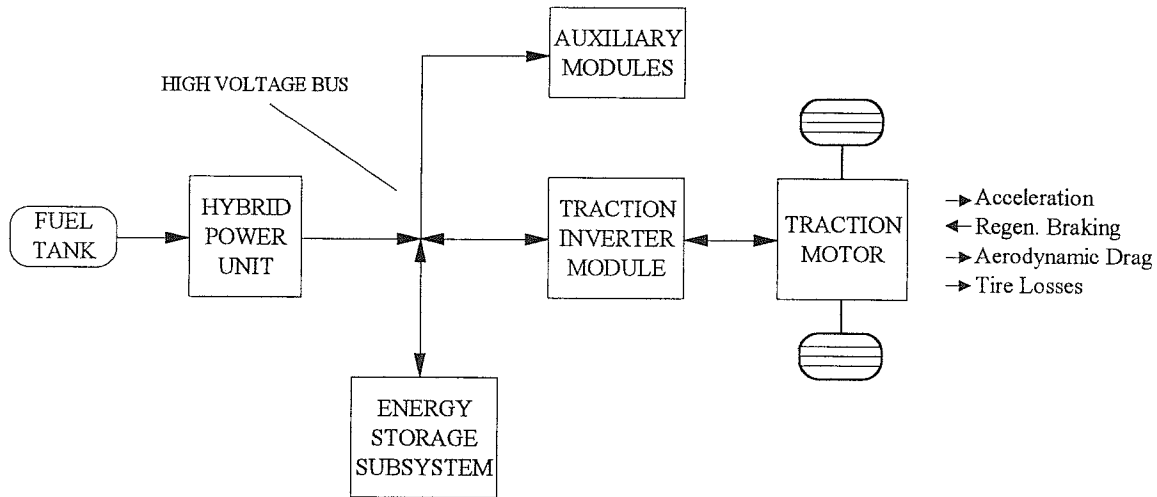 AUXILIARY
MODULES
HIGH VOLTAGE BUS
FUEL
TANK
HYBRID
POWER
UNIT
TRACTION
INVERTER
MODULE
TRACTION
MOTOR
Acceleration
Regen. Braking
Aerodynamic Drag
Tire Losses
ENERGY
STORAGE
SUBSYSTEM